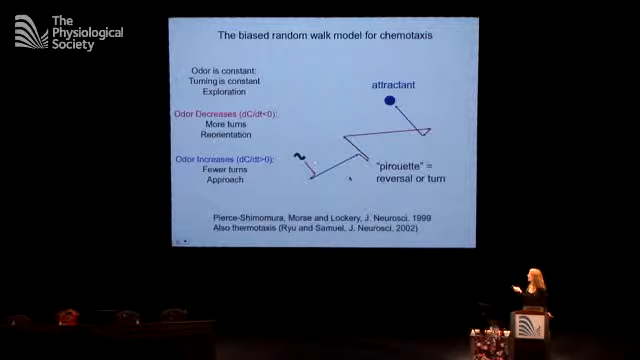 The
Physiological
Society
The biased random walk model for chemotaxis
Odor is constant:
Turning is constant
Exploration
Odor Decreases (dC/dt<0):
More turns
Reorientation
Odor Increases (dC/dt>0):
Fewer turns
Approach
attractant
"pirouette" =
reversal or turn
Pierce-Shimomura, Morse and Lockery, J. Neurosci. 1999
Also thermotaxis (Ryu and Samuel, J. Neurosci. 2002)